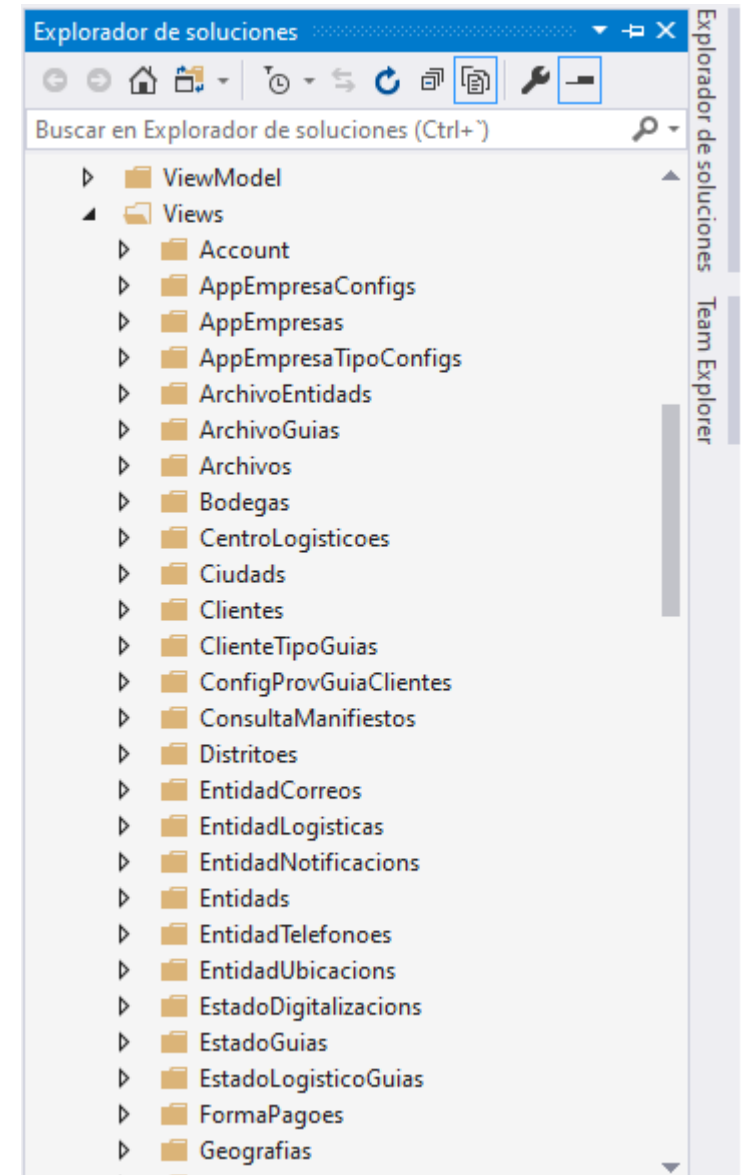 Explorador de soluciones
Buscar en Explorador de soluciones (Ctrl+`)
ViewModel
Views
Account
AppEmpresaConfigs
AppEmpresas
AppEmpresaTipoConfigs
ArchivoEntidads
ArchivoGuias
Archivos
Bodegas
CentroLogisticoes
Ciudads
Clientes
ClienteTipoGuias
ConfigProvGuiaClientes
ConsultaManifiestos
Distritoes
EntidadCorreos
EntidadLogisticas
EntidadNotificacions
Entidads
EntidadTelefonoes
EntidadUbicacions
EstadoDigitalizacions
EstadoGuias
EstadoLogisticoGuias
FormaPagoes
Geografias
Explorador de soluciones
Team Explorer